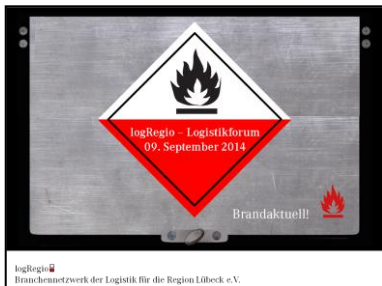 logRegio – Logistikforum
09. September 2014
Brandaktuell!
logRegio
Branchennetzwerk der Logistik für die Region Lübeck e.V.